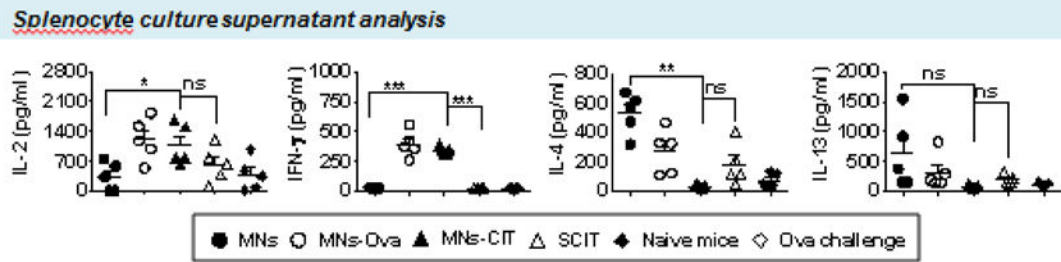 Splenocyte culture supernatant analysis
IL-2 (pg/ml)
2800
2100
1400
700
0
*
ns
IFN-γ (pg/ml)
1000
750
500
250
0
***
***
IL-4 (pg/ml)
800
600
400
200
0
**
ns
IL-13 (pg/ml)
2000
1500
1000
500
0
ns
ns
MNs MNs-Ova MNs-CIT SCIT Naive mice Ova challenge